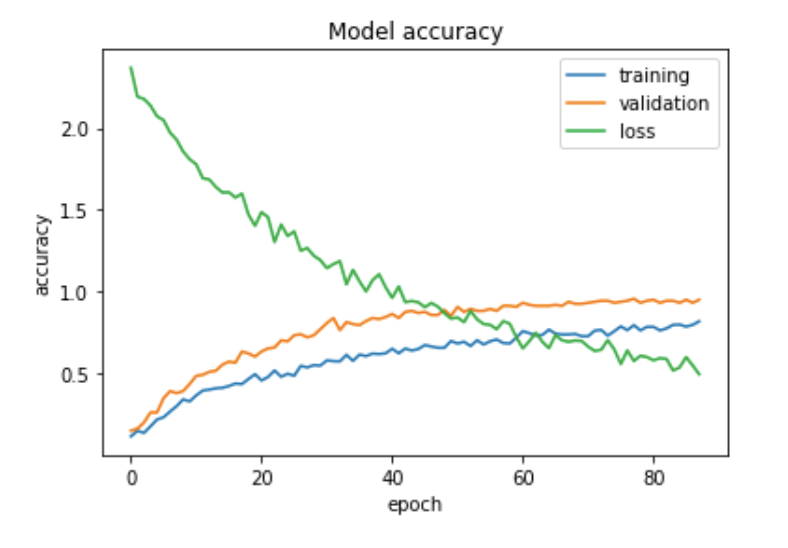 Model accuracy
training
validation
loss
accuracy
2.0
1.5
1.0
0.5
0 20 40 60 80
epoch